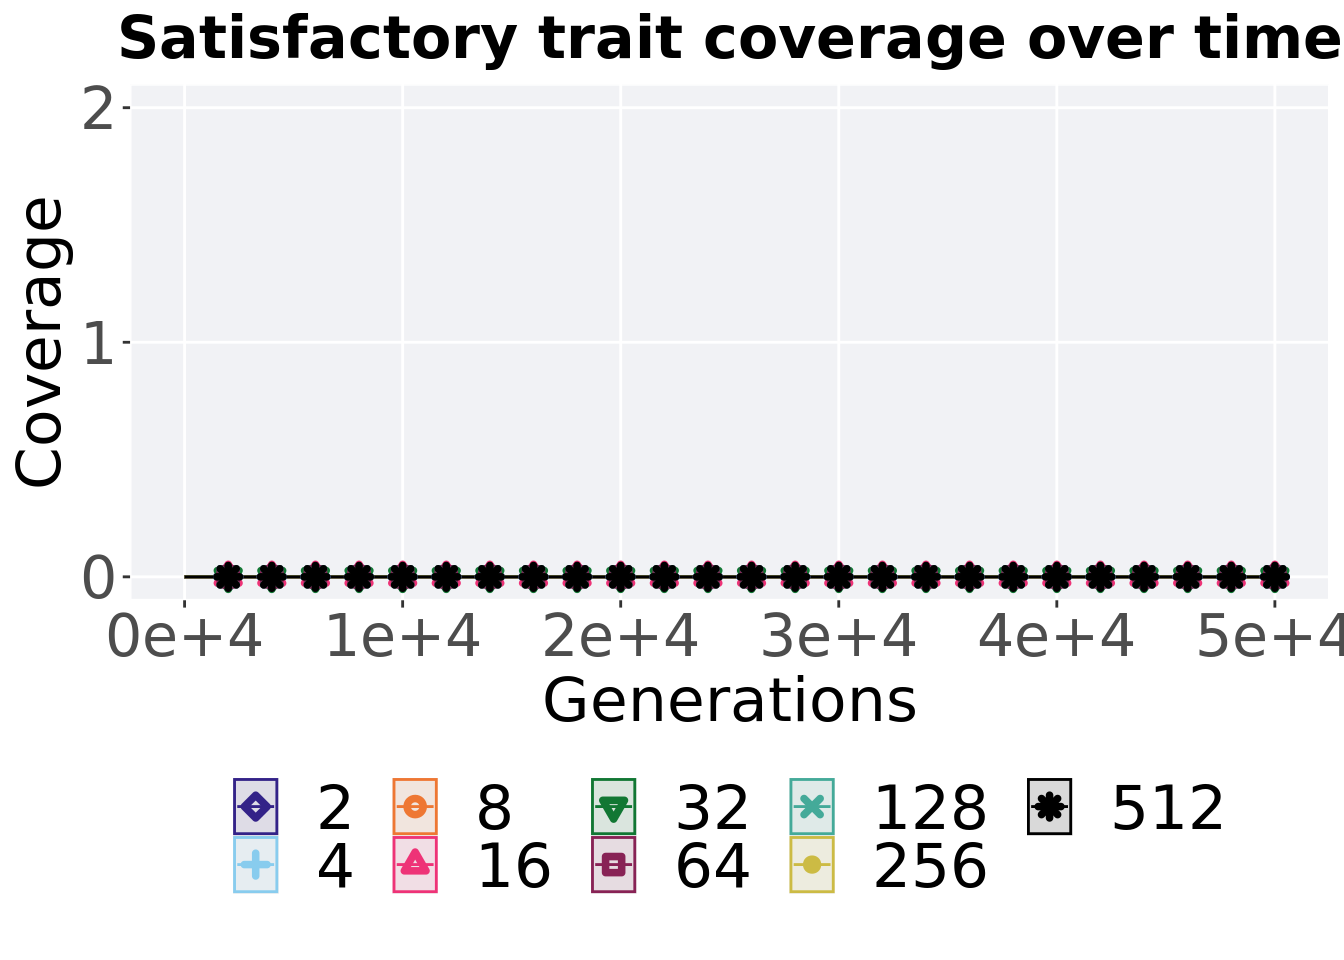 Satisfactory trait coverage over time
2
1
0
Coverage
0e+4 1e+4 2e+4 3e+4 4e+4 5e+4
Generations
2 8 32 128 512
4 16 64 256